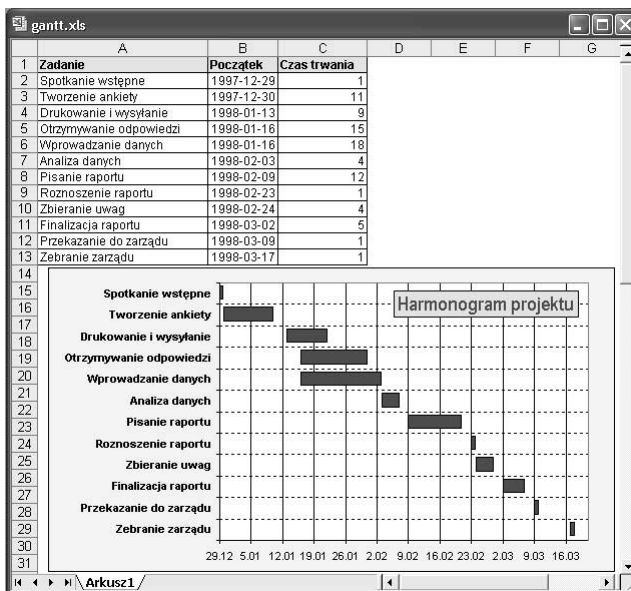 gantt.xls
A B C D E F G
1 Zadanie Początek Czas trwania
2 Spotkanie wstępne 1997-12-29 1
3 Tworzenie ankiety 1997-12-30 11
4 Drukowanie i wysyłanie 1998-01-13 9
5 Otrzymywanie odpowiedzi 1998-01-16 15
6 Wprowadzanie danych 1998-01-16 18
7 Analiza danych 1998-02-03 4
8 Pisanie raportu 1998-02-09 12
9 Roznoszenie raportu 1998-02-23 1
10 Zbieranie uwag 1998-02-24 4
11 Finalizacja raportu 1998-03-02 5
12 Przekazanie do zarządu 1998-03-09 1
13 Zebranie zarządu 1998-03-17 1
14
15 Spotkanie wstępne
16 Harmonogram projektu
17 Tworzenie ankiety
18 Drukowanie i wysyłanie
19 Otrzymywanie odpowiedzi
20 Wprowadzanie danych
21 Analiza danych
22
23 Pisanie raportu
24 Roznoszenie raportu
25 Zbieranie uwag
26 Finalizacja raportu
27
28 Przekazanie do zarządu
29 Zebranie zarządu
30
31 29.12 5.01 12.01 19.01 26.01 2.02 9.02 16.02 23.02 2.03 9.03 16.03
Arkusz1